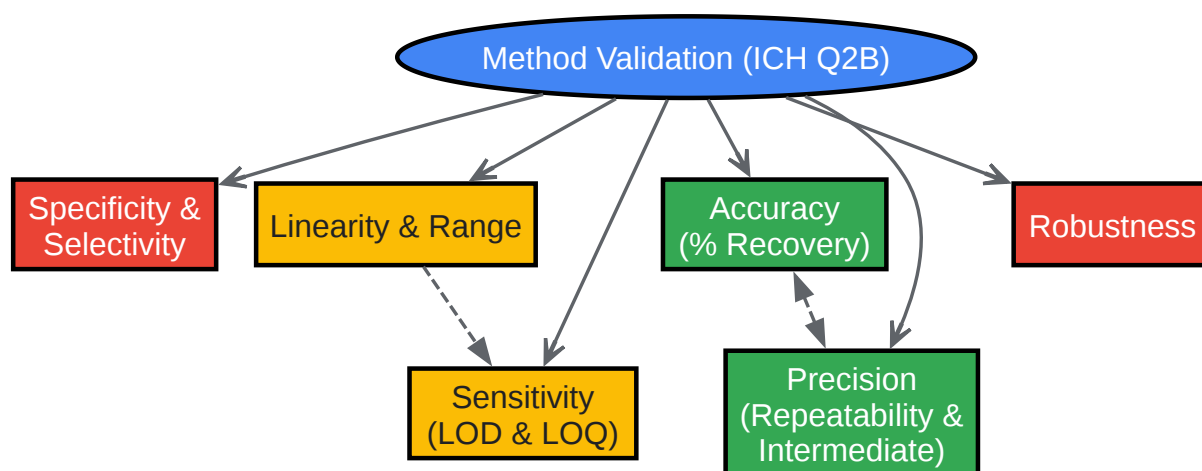 Method Validation (ICH Q2B)
Specificity &
Selectivity
Linearity & Range
Accuracy
(% Recovery)
Robustness
Sensitivity
(LOD & LOQ)
Precision
(Repeatability &
Intermediate)